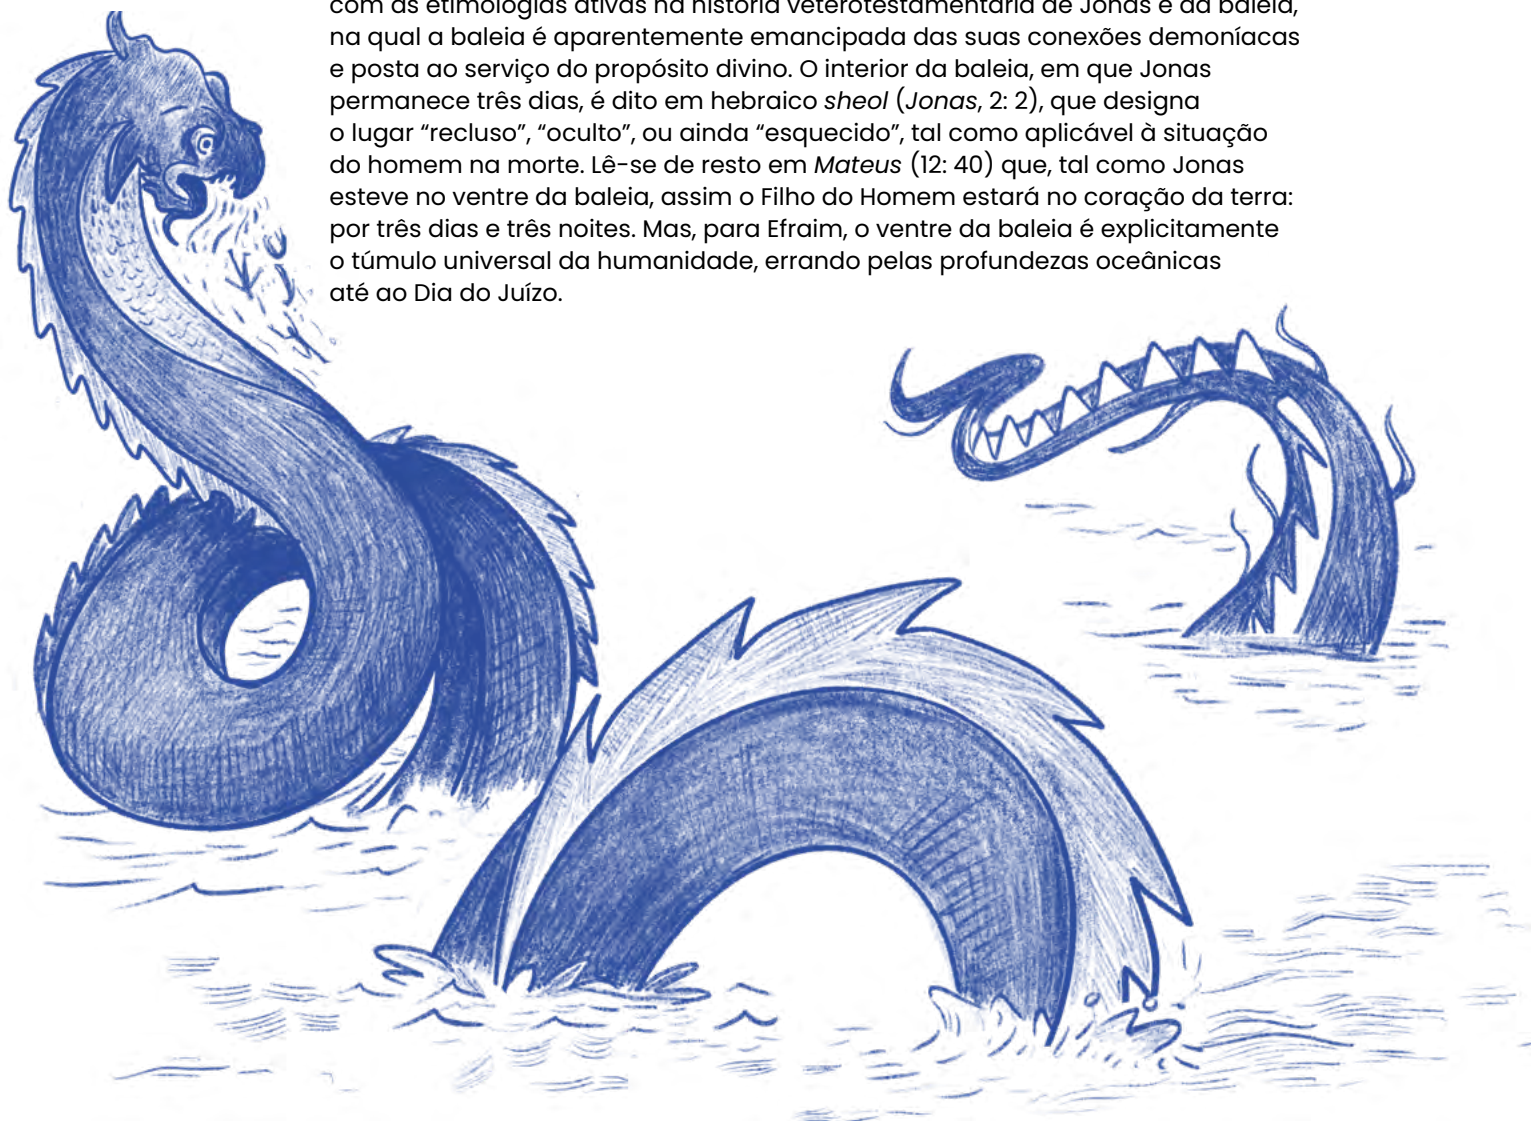 com as etimologias ativas na história veterotestamentária de Jonas e da baleia,
na qual a baleia é aparentemente emancipada das suas conexões demoníacas
e posta ao serviço do propósito divino. O interior da baleia, em que Jonas
permanece três dias, é dito em hebraico sheol (Jonas, 2: 2), que designa
o lugar “recluso”, “oculto”, ou ainda “esquecido”, tal como aplicável à situação
do homem na morte. Lê-se de resto em Mateus (12: 40) que, tal como Jonas
esteve no ventre da baleia, assim o Filho do Homem estará no coração da terra:
por três dias e três noites. Mas, para Efraim, o ventre da baleia é explicitamente
o túmulo universal da humanidade, errando pelas profundezas oceânicas
até ao Dia do Juízo.